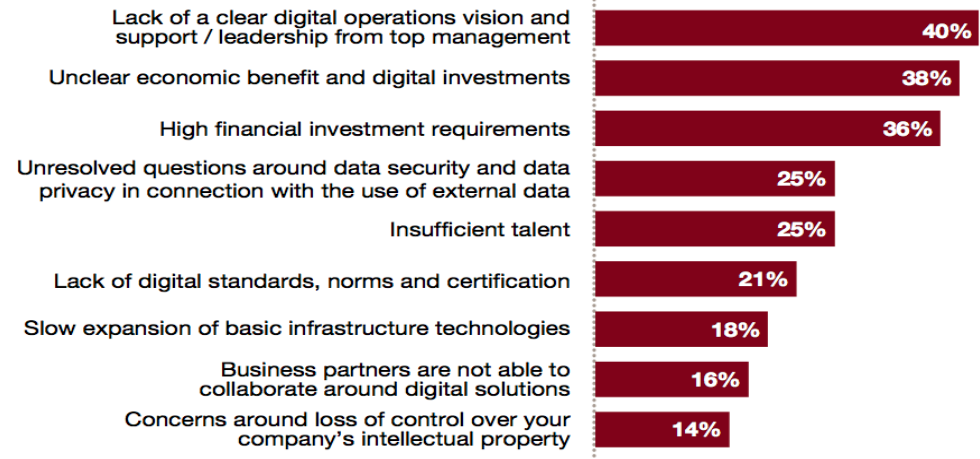 Lack of a clear digital operations vision and
support / leadership from top management
40%
Unclear economic benefit and digital investments
38%
High financial investment requirements
36%
Unresolved questions around data security and data
privacy in connection with the use of external data
25%
Insufficient talent
25%
Lack of digital standards, norms and certification
21%
Slow expansion of basic infrastructure technologies
18%
Business partners are not able to
collaborate around digital solutions
16%
Concerns around loss of control over your
company's intellectual property
14%